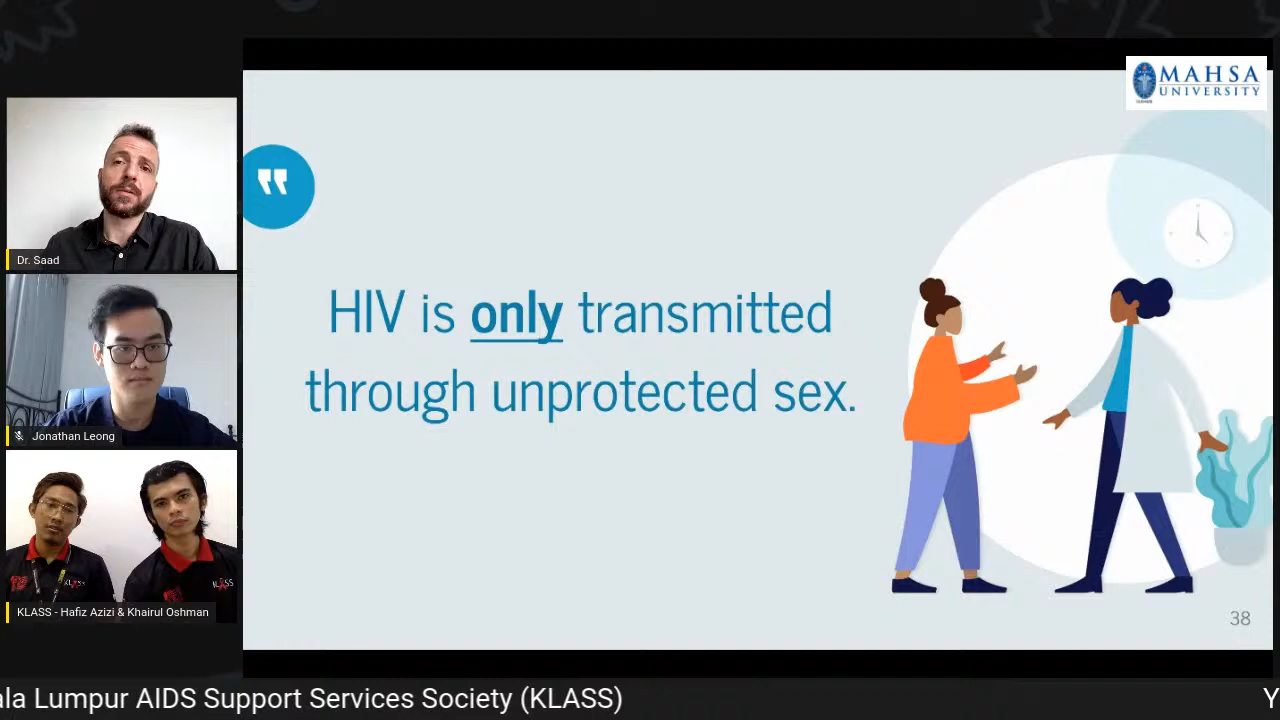 MAHSA
UNIVERSITY
"
HIV is only transmitted
through unprotected sex.
38
Dr. Saad
Jonathan Leong
KLASS - Hafiz Azizi & Khairul Oshman
KLASS
ala Lumpur AIDS Support Services Society (KLASS)
Y